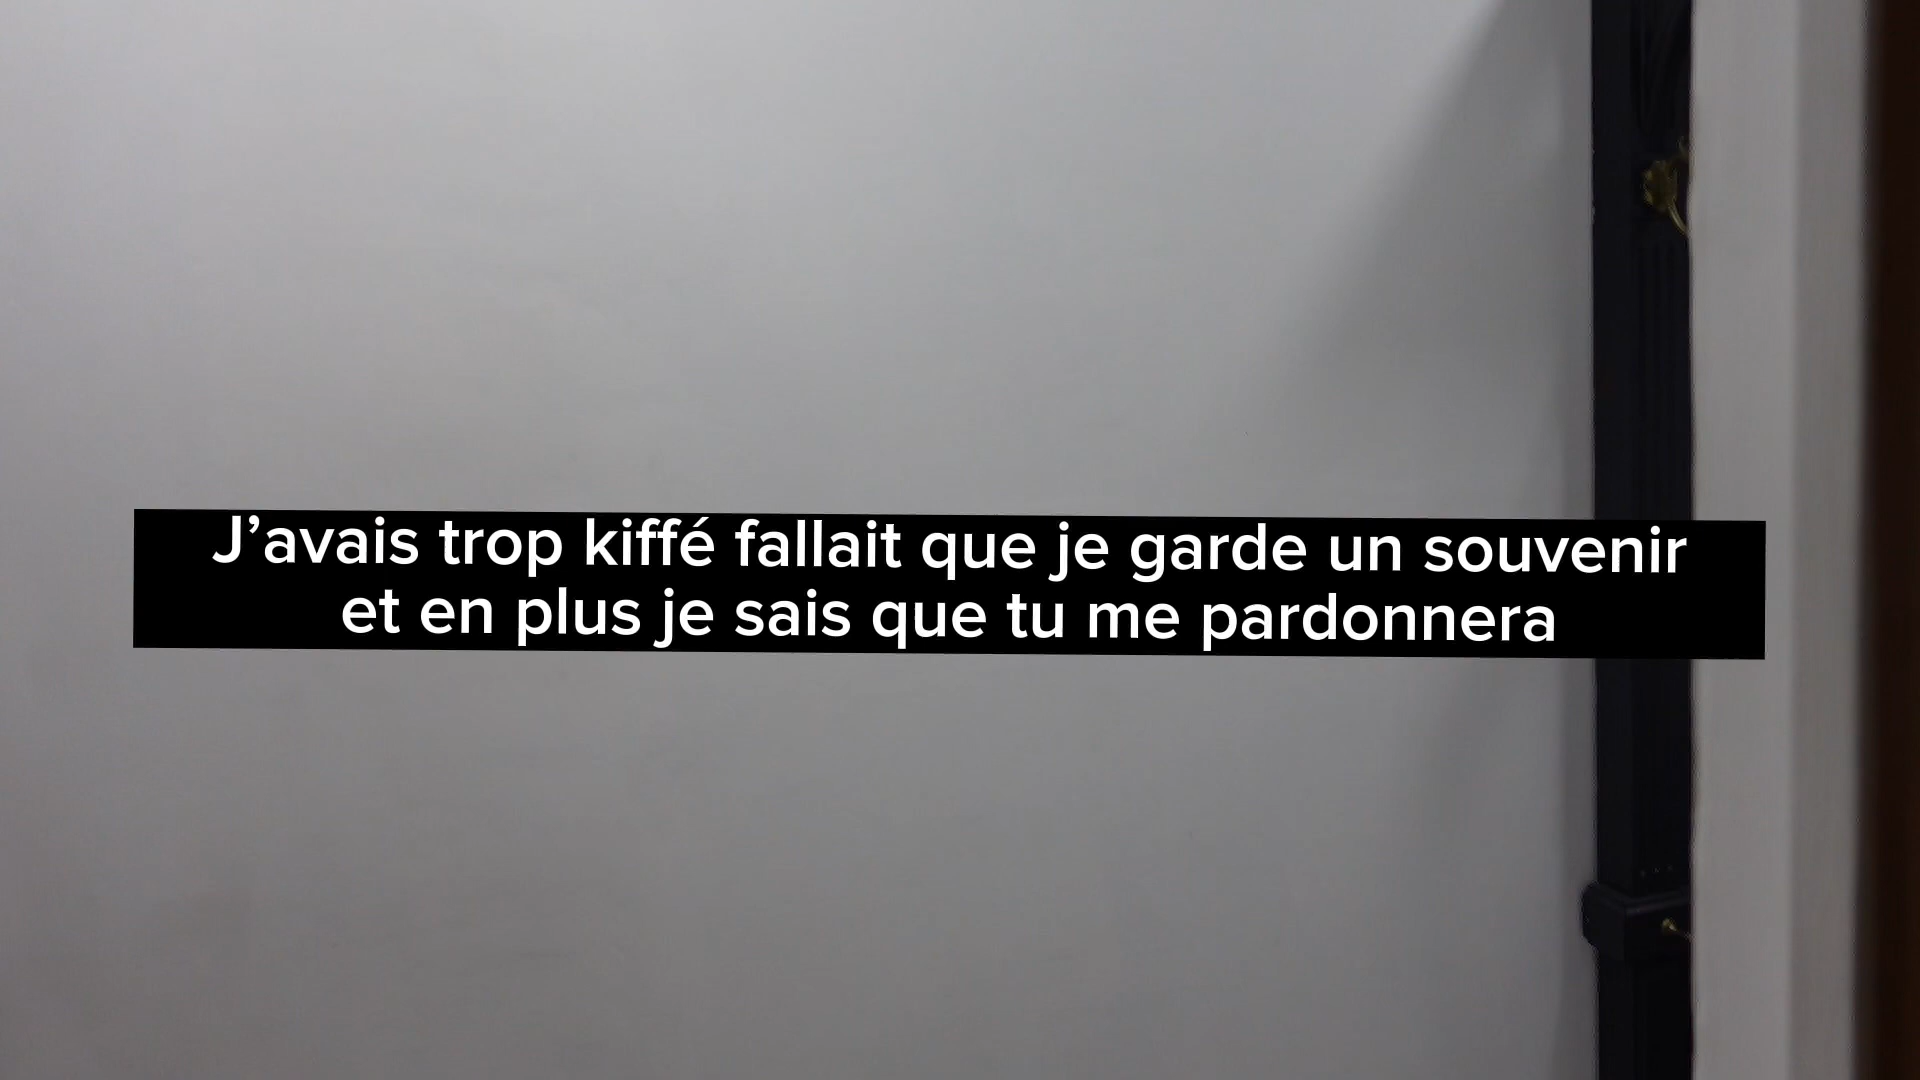 J’avais trop kiffé fallait que je garde un souvenir
et en plus je sais que tu me pardonnera